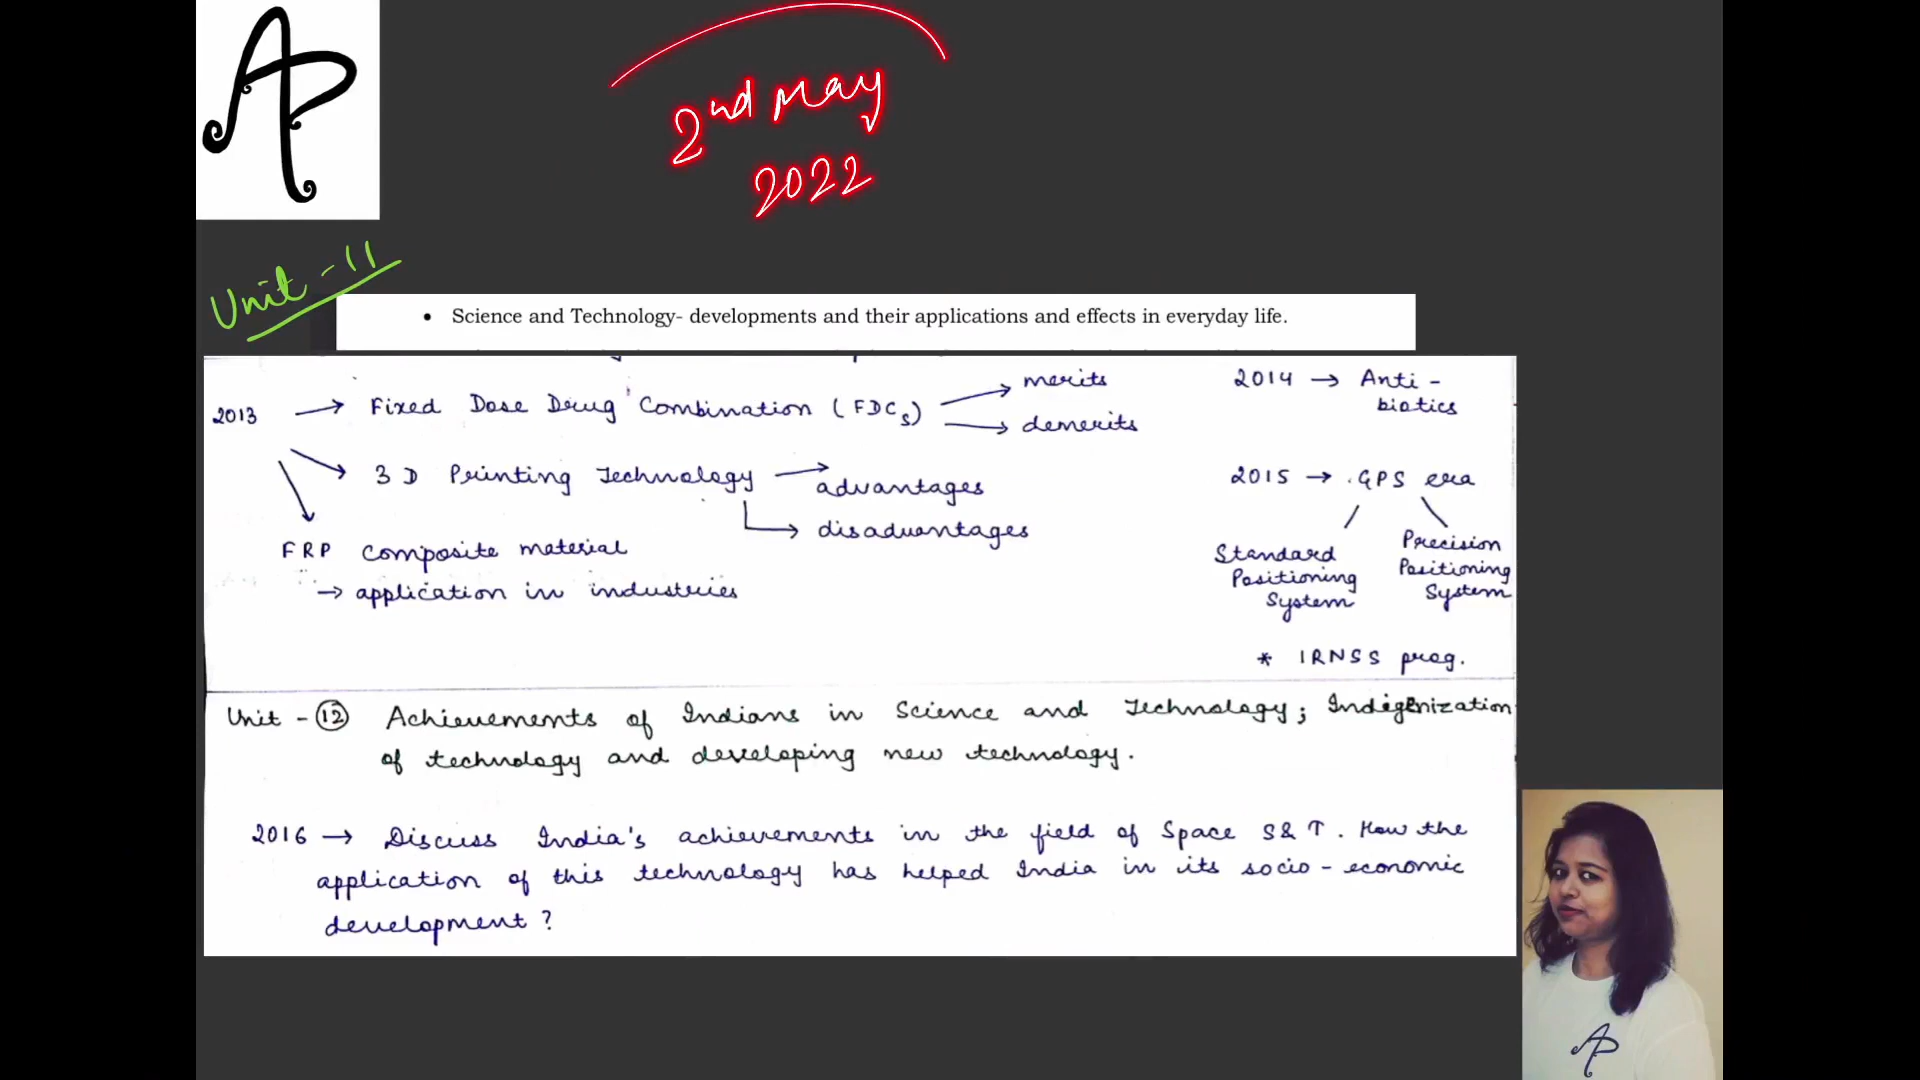 AP
2nd May
2022
Unit - 11
• Science and Technology- developments and their applications and effects in everyday life.
2013 → Fixed Dose Drug Combination (FDCs) → merits
→ demerits
→ 3D Printing Technology → advantages
→ disadvantages
→ FRP composite material
→ application in industries
2014 → Anti -
biotics
2015 → GPS era
Standard
Positioning
System
Precision
Positioning
System
* IRNSS prog.
Unit - 12 Achievements of Indians in Science and Technology; Indigenization
of technology and developing new technology.
2016 → Discuss India's achievements in the field of Space S&T. How the
application of this technology has helped India in its socio - economic
development?
AP